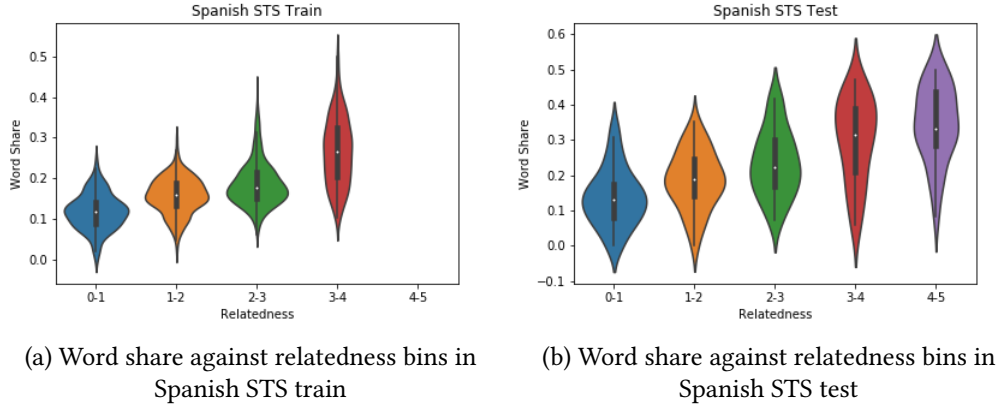 Spanish STS Train
Word Share
0.5
0.4
0.3
0.2
0.1
0.0
0-1 1-2 2-3 3-4 4-5
Relatedness
(a) Word share against relatedness bins in
Spanish STS train
Spanish STS Test
Word Share
0.6
0.5
0.4
0.3
0.2
0.1
0.0
−0.1
0-1 1-2 2-3 3-4 4-5
Relatedness
(b) Word share against relatedness bins in
Spanish STS test